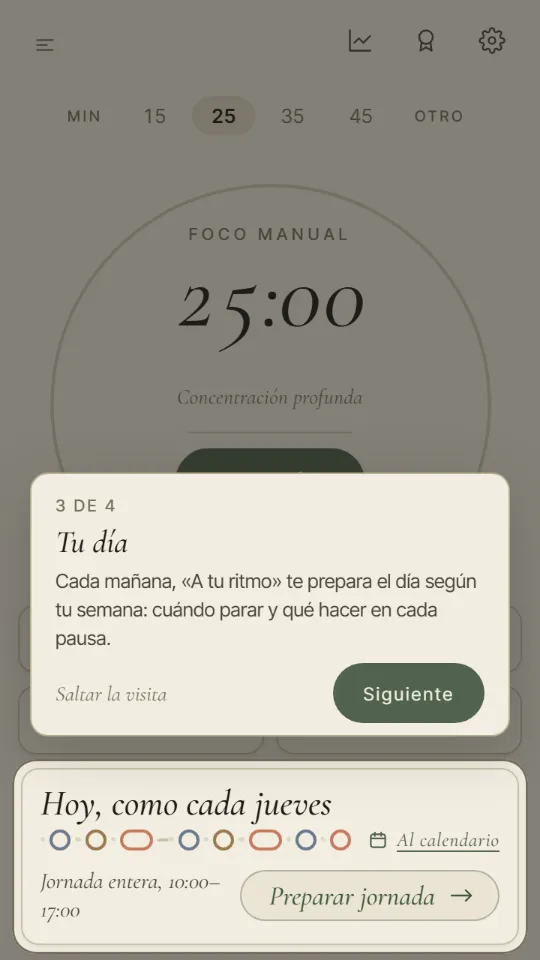 MIN 15 25 35 45 OTRO
FOCO MANUAL
25:00
Concentración profunda
3 DE 4
Tu día
Cada mañana, «A tu ritmo» te prepara el día según
tu semana: cuándo parar y qué hacer en cada
pausa.
Saltar la visita
Siguiente
Hoy, como cada jueves
Al calendario
Jornada entera, 10:00–
17:00
Preparar jornada →